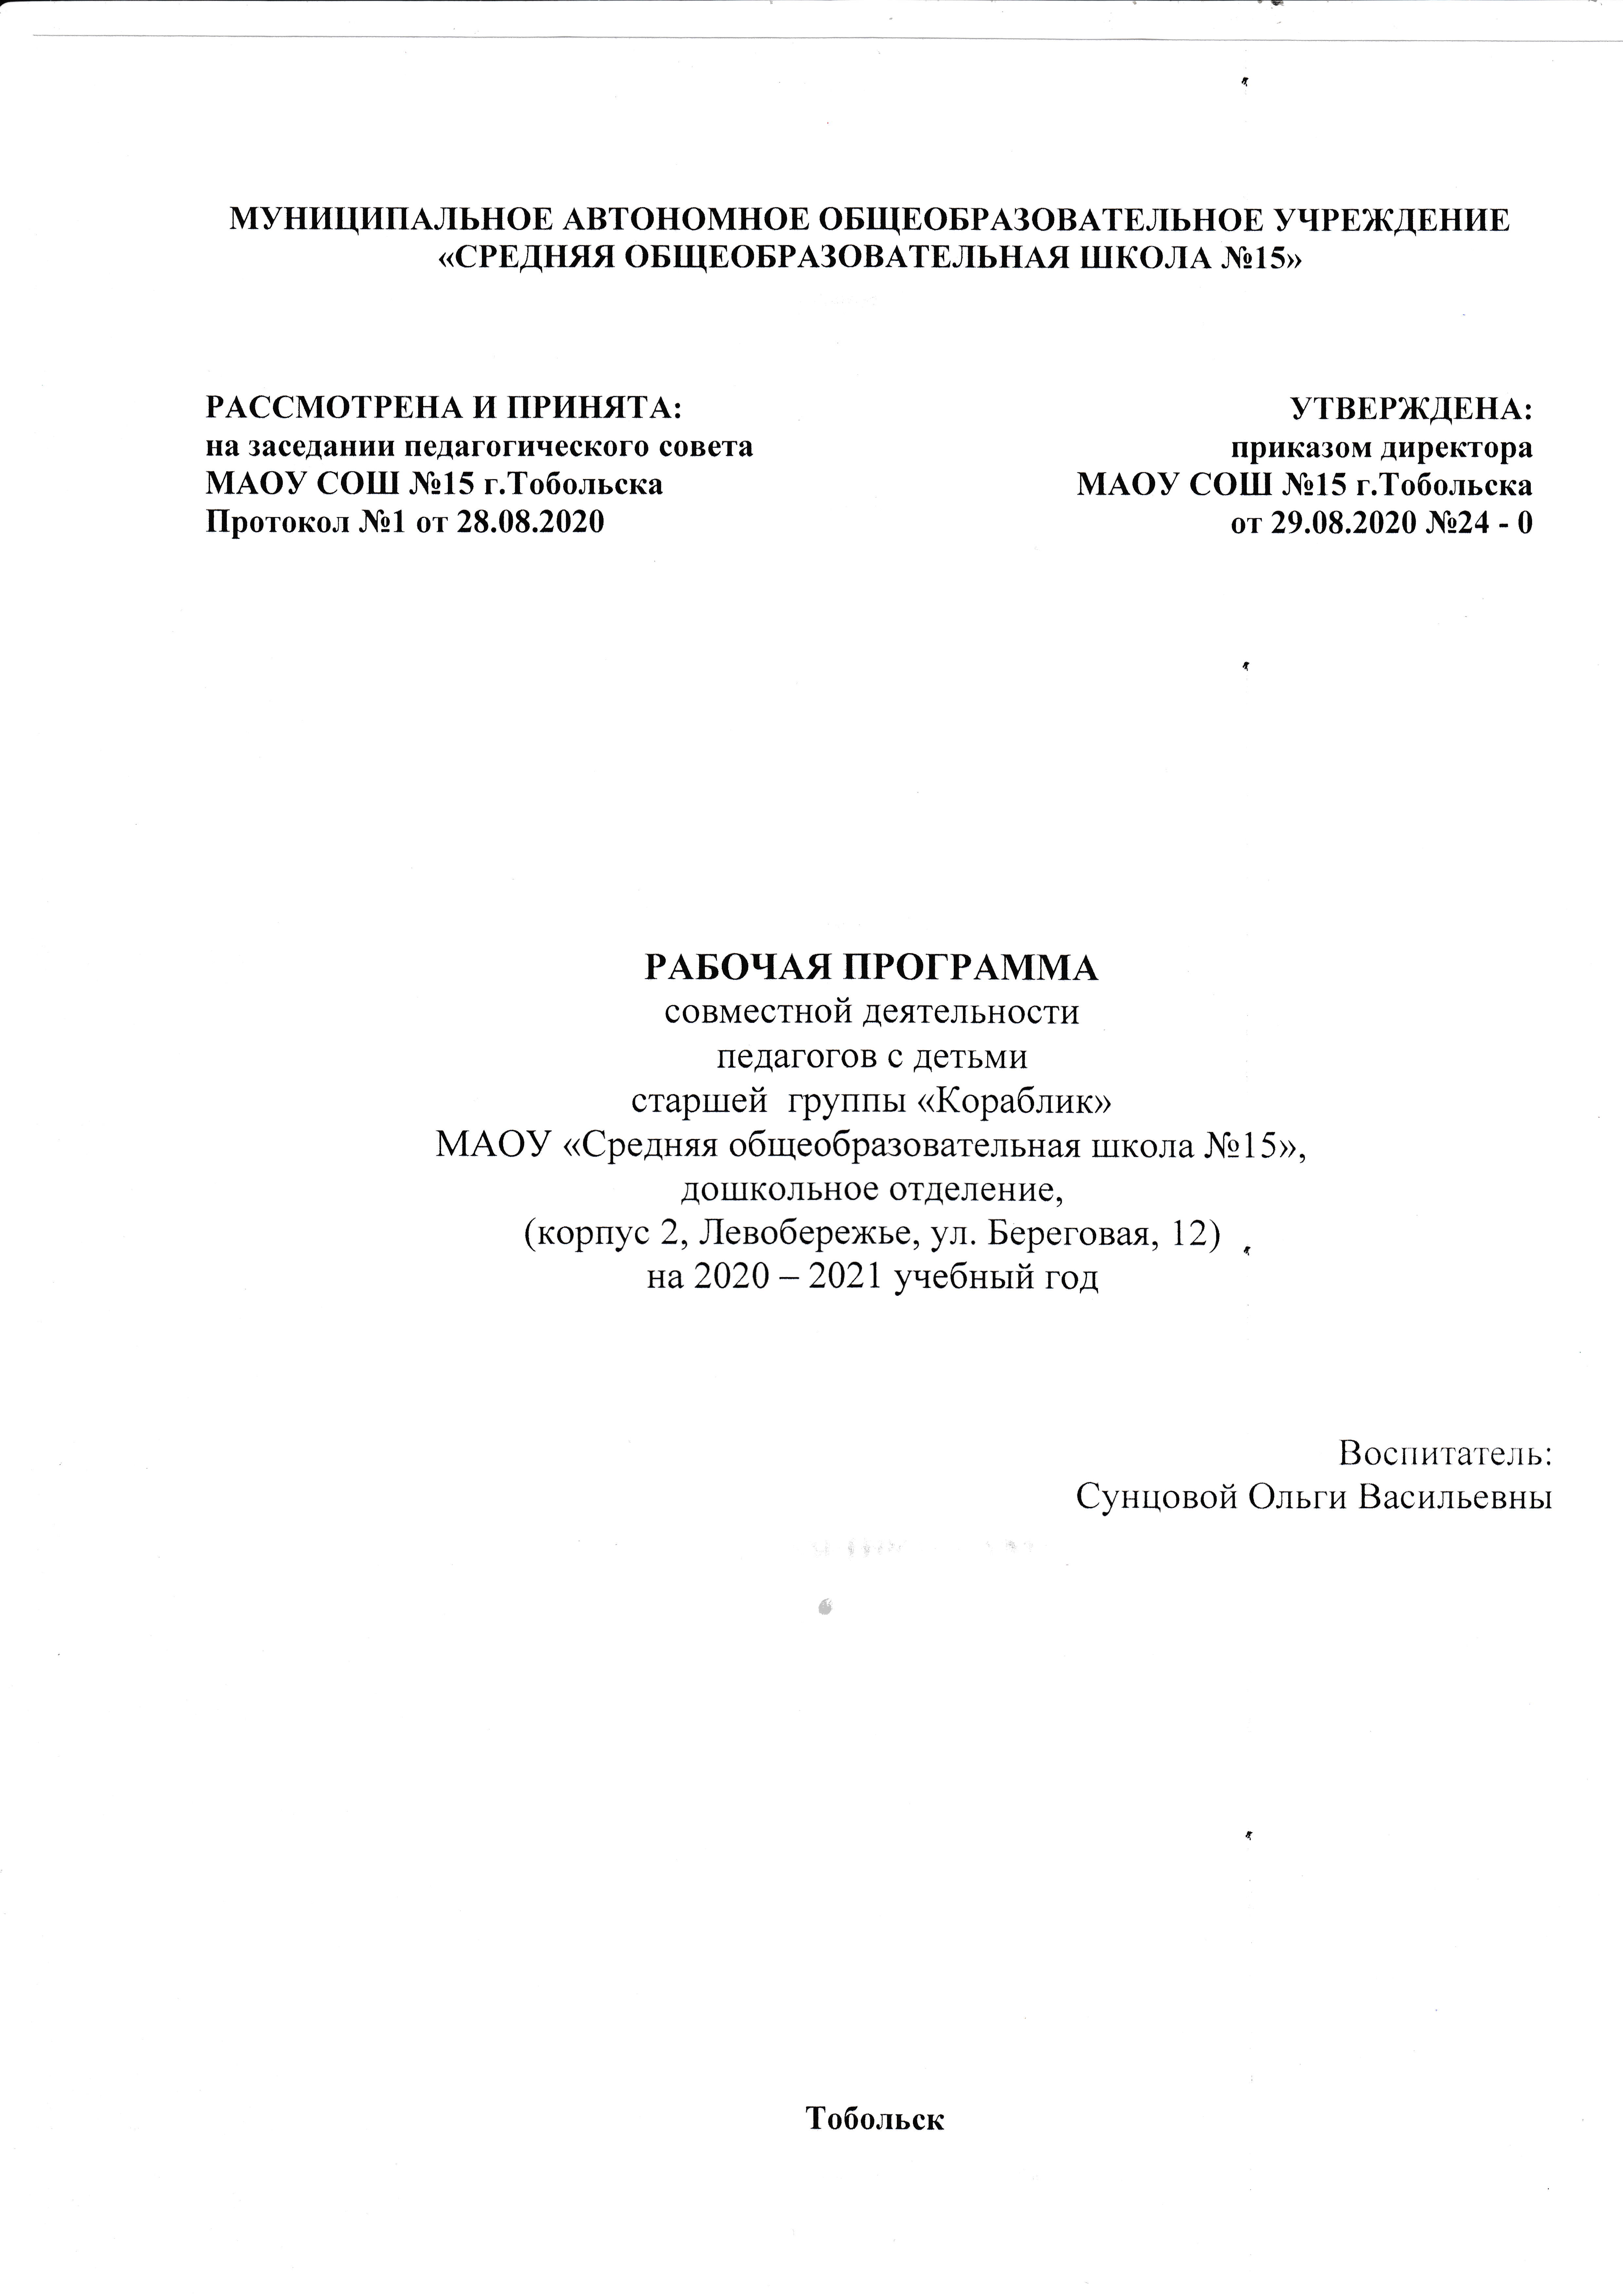 МУНИЦИПАЛЬНОЕ АВТОНОМНОЕ ОБЩЕОБРАЗОВАТЕЛЬНОЕ УЧРЕЖДЕНИЕ
«СРЕДНЯЯ ОБЩЕОБРАЗОВАТЕЛЬНАЯ ШКОЛА №15»
РАССМОТРЕНА И ПРИНЯТА:
на заседании педагогического совета
МАОУ СОШ №15 г.Тобольска
Протокол №1 от 28.08.2020
УТВЕРЖДЕНА:
приказом директора
МАОУ СОШ №15 г.Тобольска
от 29.08.2020 №24 - 0
РАБОЧАЯ ПРОГРАММА
совместной деятельности
педагогов с детьми
старшей  группы «Кораблик»
МАОУ «Средняя общеобразовательная школа №15»,
дошкольное отделение,
(корпус 2, Левобережье, ул. Береговая, 12)
на 2020 – 2021 учебный год
Воспитатель:
Сунцовой Ольги Васильевны
Тобольск